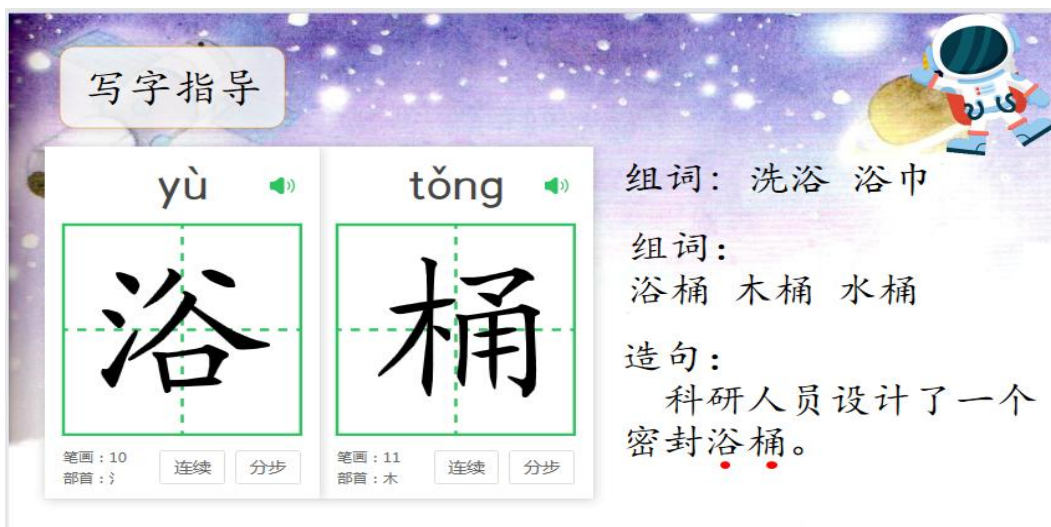 写字指导
yù
浴
笔画：10
部首：氵
连续 分步
tǒng
桶
笔画：11
部首：木
连续 分步
组词：洗浴 浴巾
组词：
浴桶 木桶 水桶
造句：
科研人员设计了一个
密封浴桶。